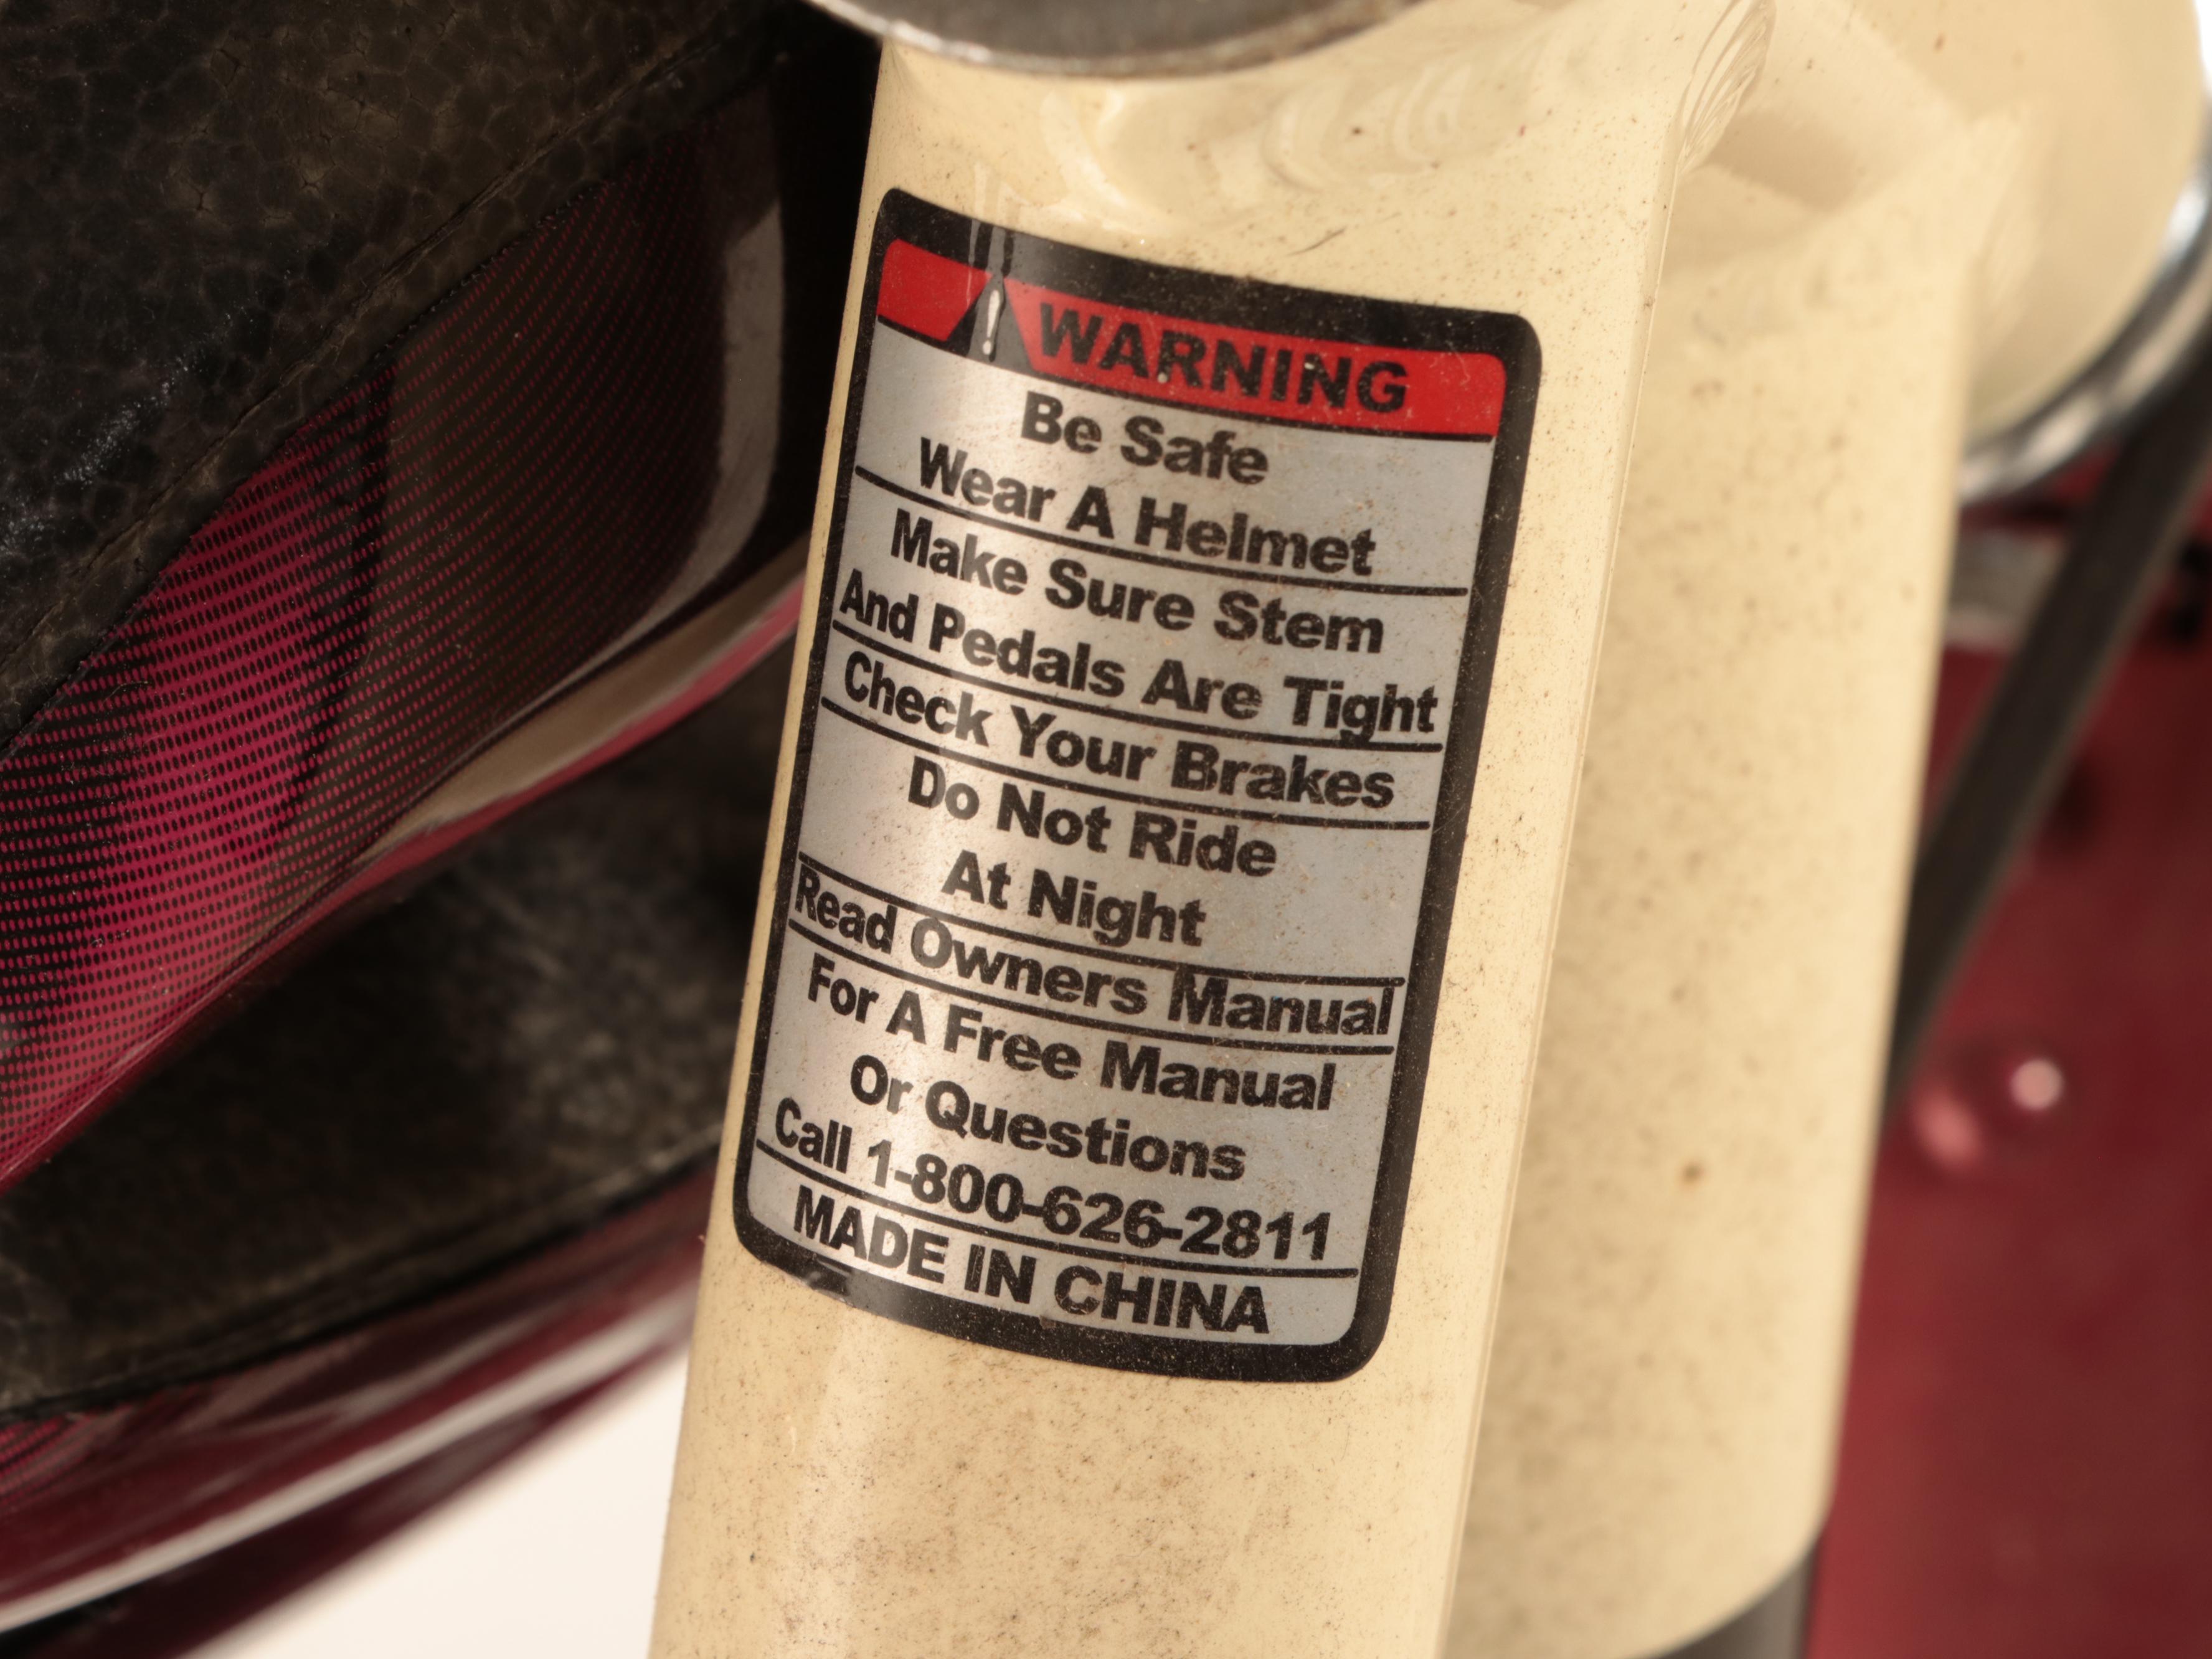 WARNING
Be Safe
Wear A Helmet
Make Sure Stem
And Pedals Are Tight
Check Your Brakes
Do Not Ride
At Night
Read Owners Manual
For A Free Manual
Or Questions
Call 1-800-626-2811
MADE IN CHINA